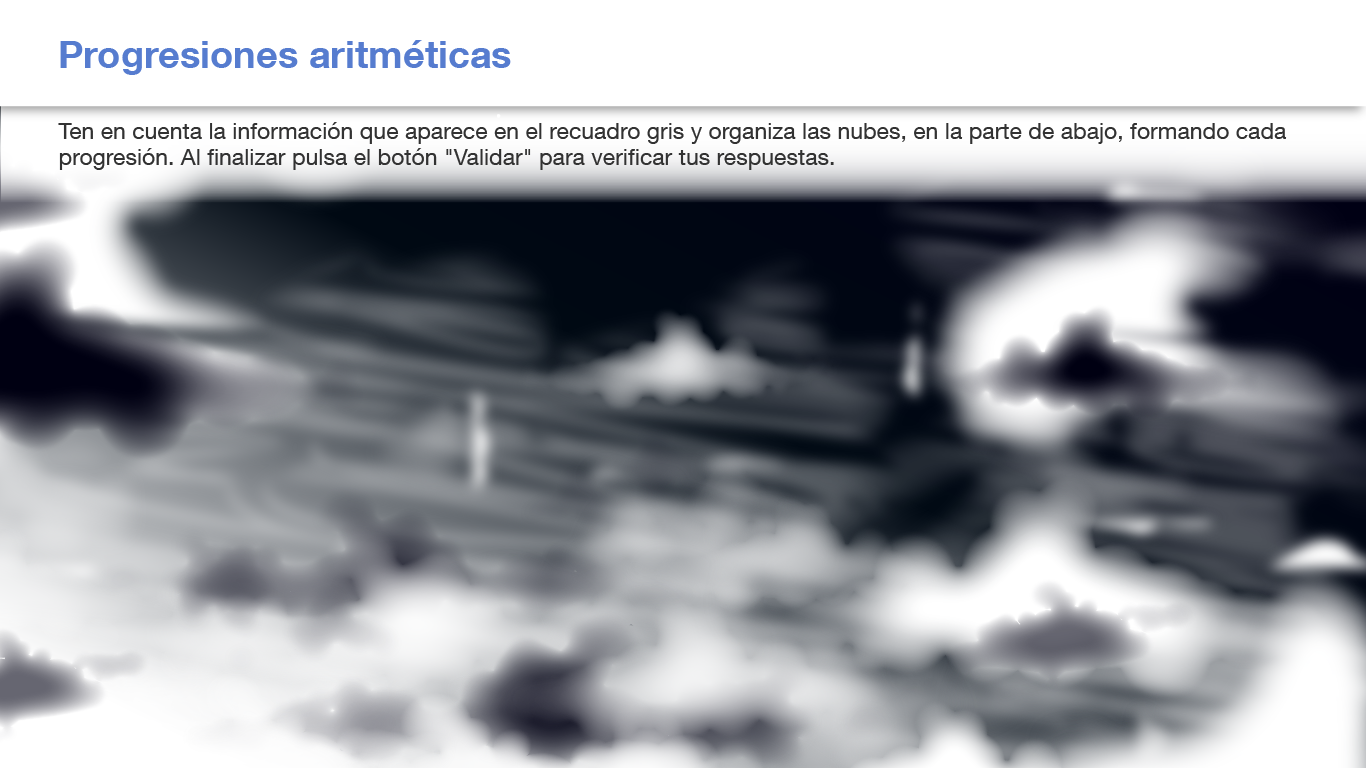 Progresiones aritméticas
Ten en cuenta la información que aparece en el recuadro gris y organiza las nubes, en la parte de abajo, formando cada
progresión. Al finalizar pulsa el botón "Validar" para verificar tus respuestas.